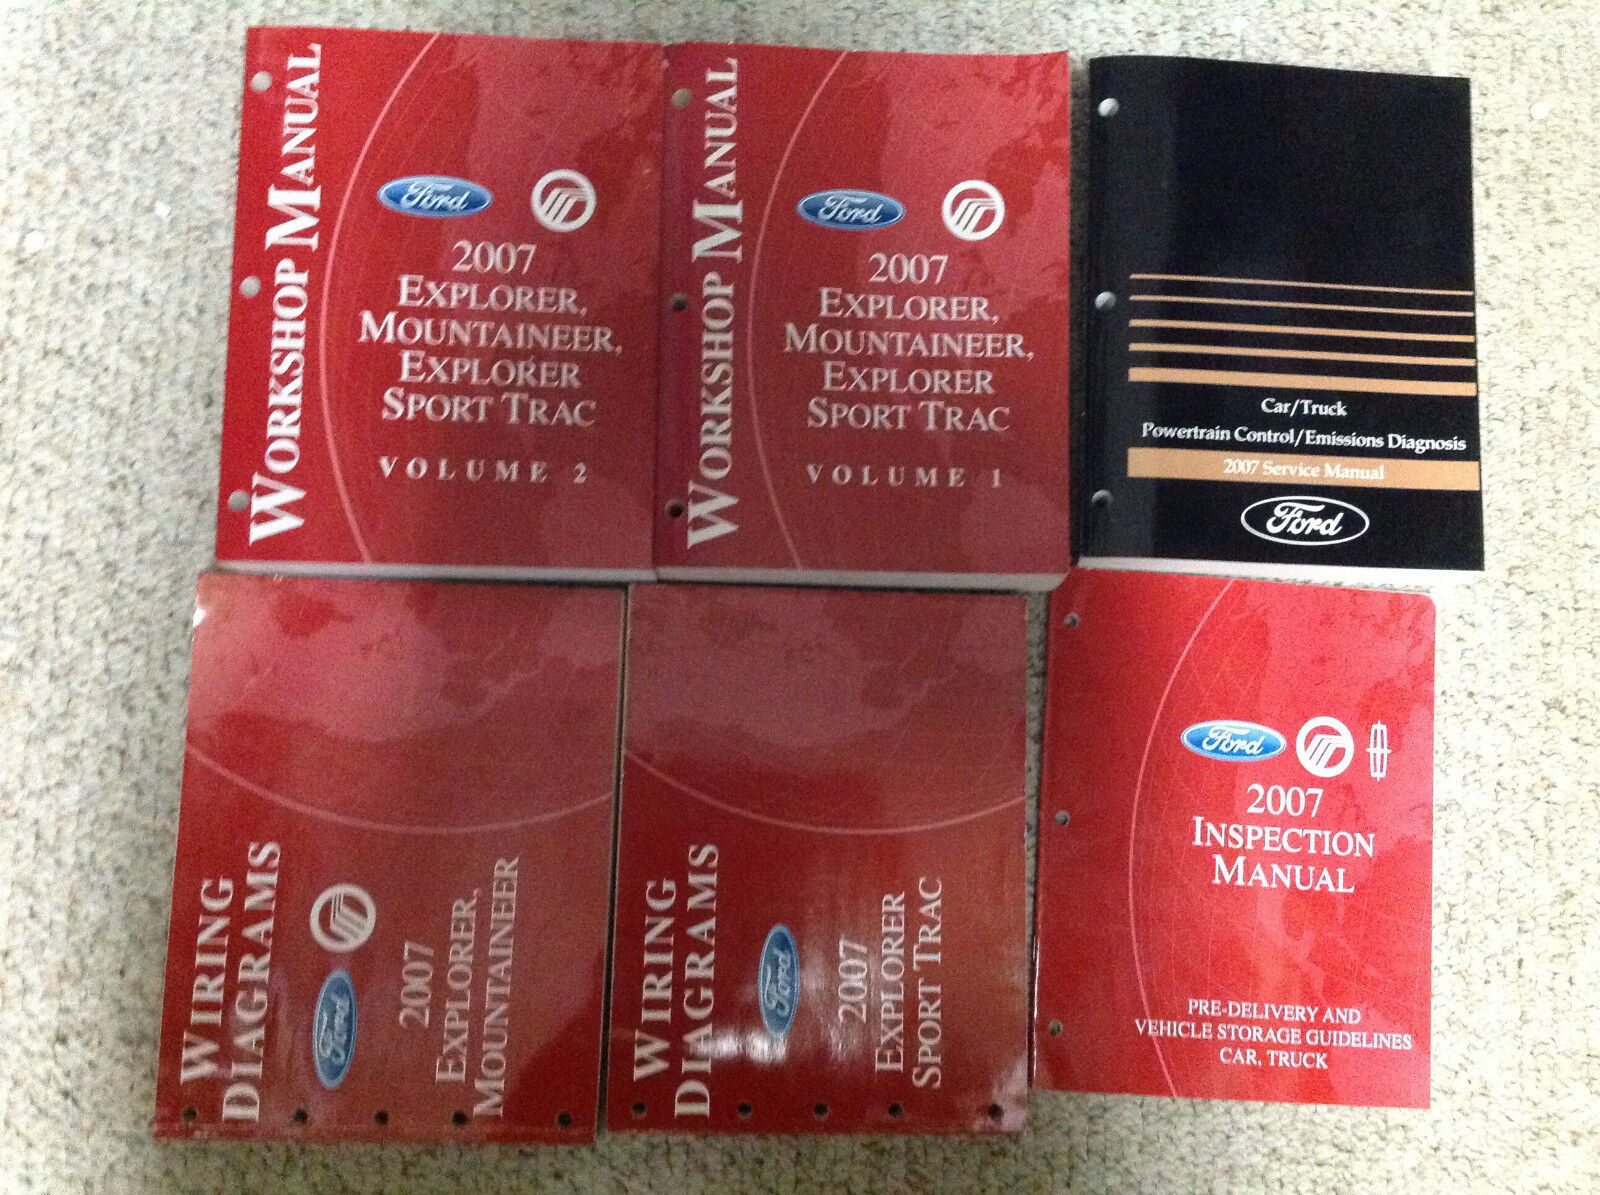 WORKSHOP MANUAL
Ford
2007
EXPLORER,
MOUNTAINEER,
EXPLORER
SPORT TRAC
VOLUME 2
WORKSHOP MANUAL
Ford
2007
EXPLORER,
MOUNTAINEER,
EXPLORER
SPORT TRAC
VOLUME 1
Car/Truck
Powertrain Control/Emissions Diagnosis
2007 Service Manual
Ford
WIRING
DIAGRAMS
Ford
2007
EXPLORER,
MOUNTAINEER
WIRING
DIAGRAMS
Ford
2007
EXPLORER
SPORT TRAC
Ford
2007
INSPECTION
MANUAL
PRE-DELIVERY AND
VEHICLE STORAGE GUIDELINES
CAR, TRUCK